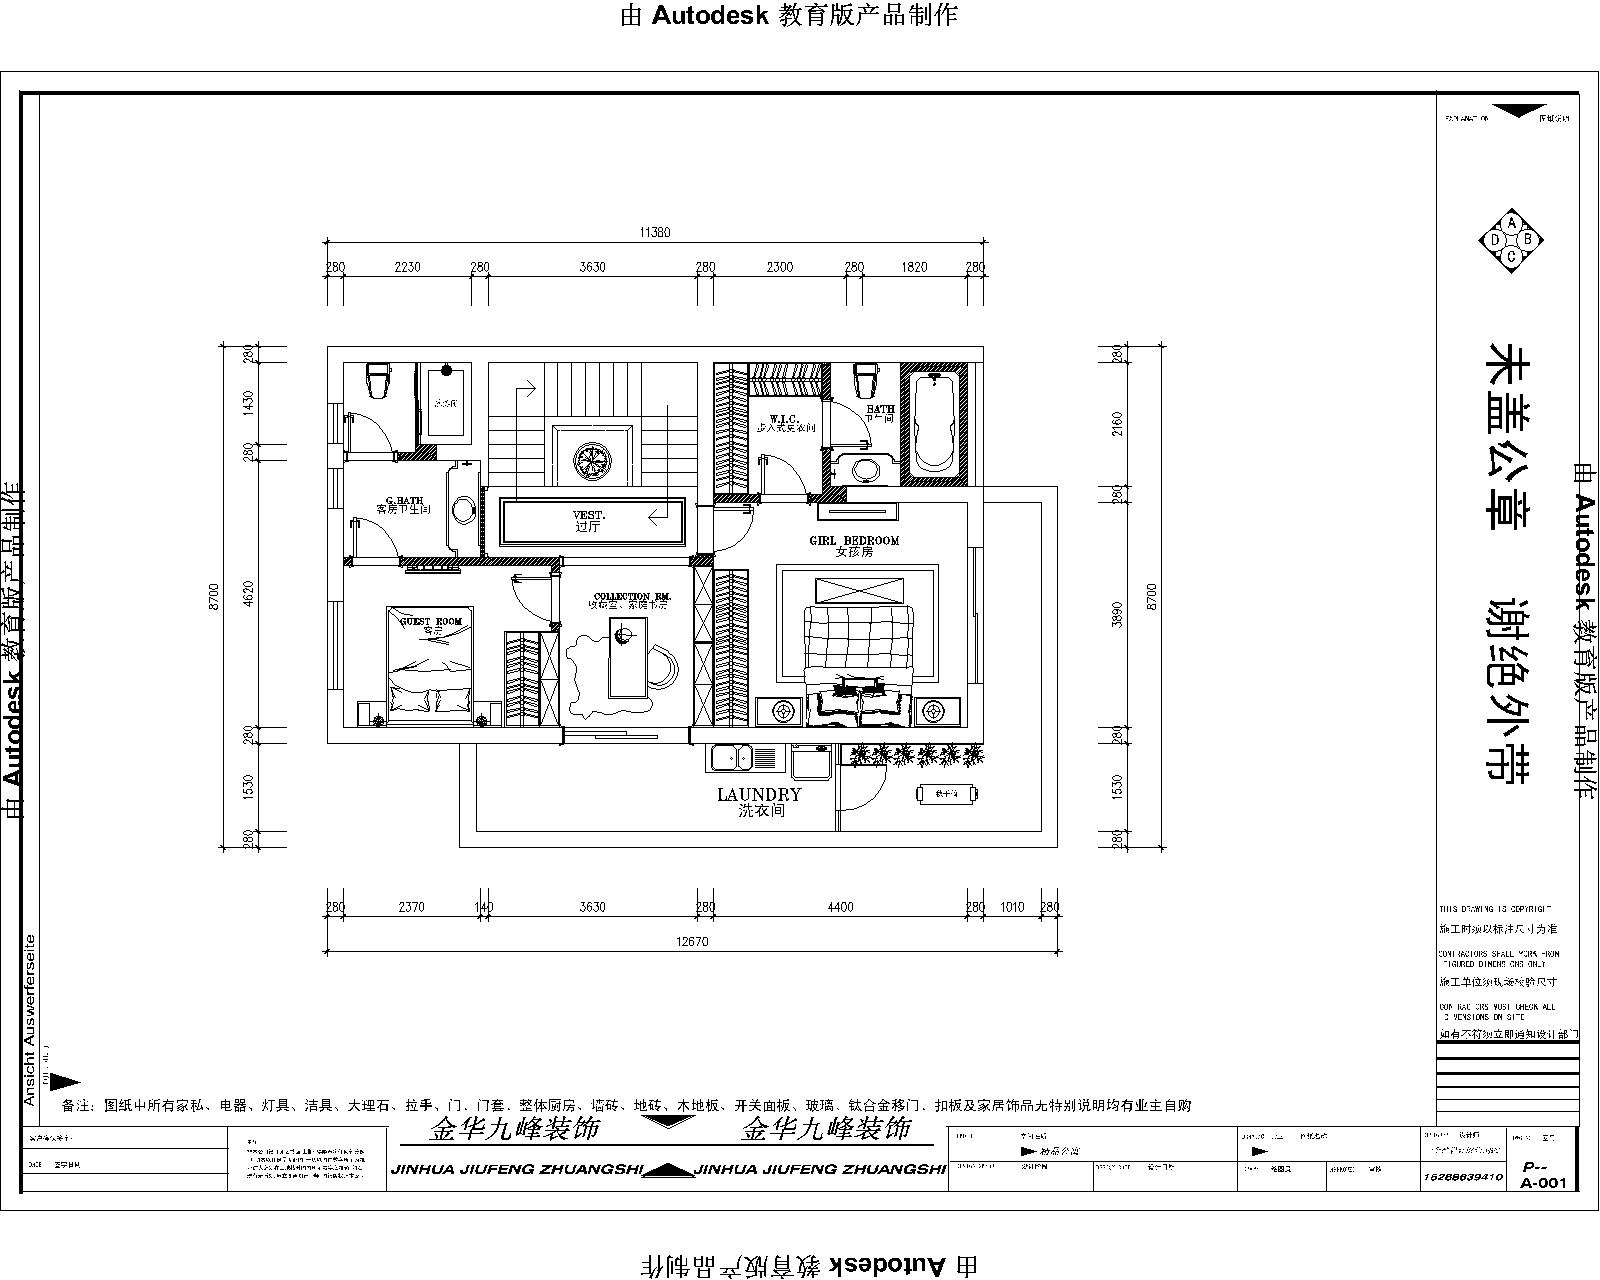 由 Autodesk 教育版产品制作
EXPLANATION 图纸说明
A
B
C
D
未盖公章 谢绝外带
由 Autodesk 教育版产品制作
由 Autodesk 教育版产品制作
11380
280 2230 280 3630 280 2300 280 1820 280
280
1430
280
4620
280
1530
280
8700
280
2160
280
3890
280
1530
280
8700
W.I.C.
步入式更衣间
BATH
卫生间
G.BATH
客房卫生间
VEST.
过厅
GIRL BEDROOM
女孩房
COLLECTION RM.
收藏室、家庭书房
GUEST ROOM
客房
LAUNDRY
洗衣间
280 2370 140 3630 280 4400 280 1010 280
12670
Ansicht Auswerferseite
THIS DRAWING IS COPYRIGHT
施工时须以标注尺寸为准
CONTRACTORS SHALL WORK FROM
FIGURED DIMENSIONS ONLY
施工单位须现场校验尺寸
CONTRACTORS MUST CHECK ALL
DIMENSIONS ON SITE
如有不符须立即通知设计部门
备注：图纸中所有家私、电器、灯具、洁具、大理石、拉手、门、门套、整体厨房、墙砖、地砖、木地板、开关面板、玻璃、钛合金移门、扣板及家居饰品无特别说明均有业主自购
金华九峰装饰 金华九峰装饰
JINHUA JIUFENG ZHUANGSHI JINHUA JIUFENG ZHUANGSHI
DATE 签字日期
设计师
15268639410
P--
A-001
由 Autodesk 教育版产品制作